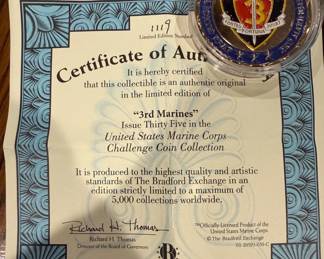 1119
Limited Edition Number
Certificate of Au
It is hereby certified
that this collectible is an authentic original
in the limited edition of
"3rd Marines"
Issue Thirty Five in the
United States Marine Corps
Challenge Coin Collection
It is produced to the highest quality and artistic
standards of The Bradford Exchange in an
edition strictly limited to a maximum of
5,000 collections worldwide.
Richard H. Thomas
Richard H. Thomas
Director of the Board of Governors
B
™Officially Licensed Product of the
United States Marine Corps
© The Bradford Exchange
3
FORTUNA